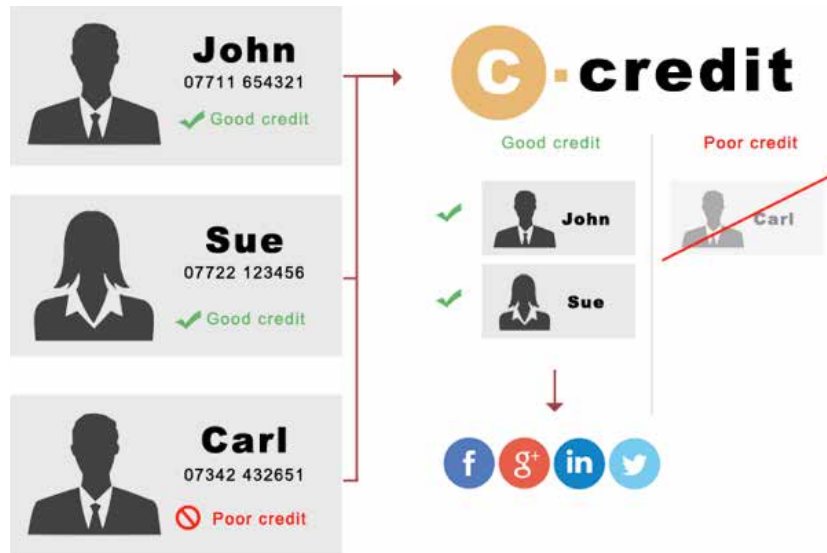 John
07711 654321
Good credit
Sue
07722 123456
Good credit
Carl
07342 432651
Poor credit
C-credit
Good credit
Poor credit
John
Carl
Sue
f
g+
in